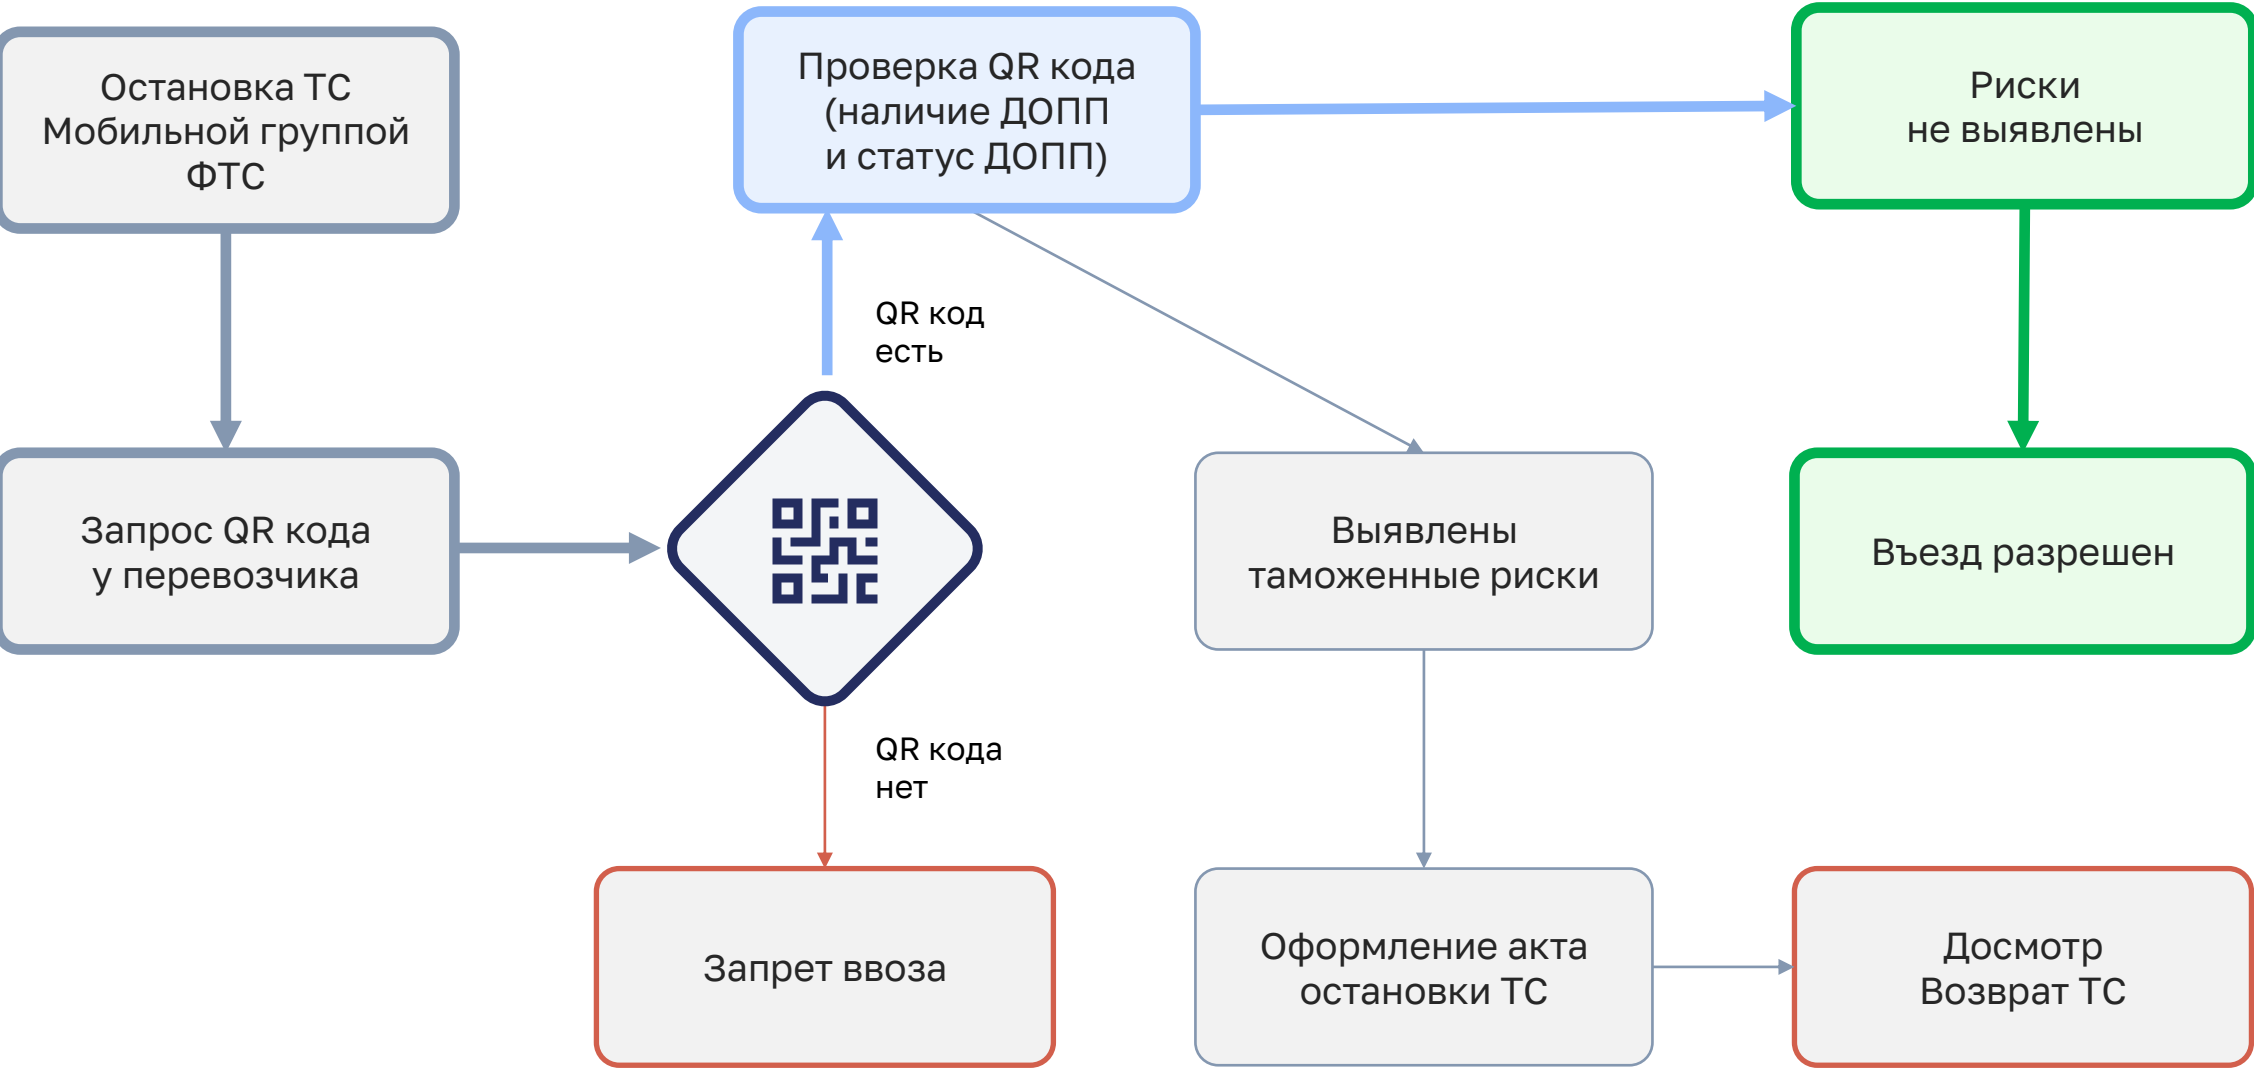 Остановка ТС
Мобильной группой
ФТС
Проверка QR кода
(наличие ДОПП
и статус ДОПП)
Риски
не выявлены
QR код
есть
Запрос QR кода
у перевозчика
Выявлены
таможенные риски
Въезд разрешен
QR кода
нет
Запрет ввоза
Оформление акта
остановки ТС
Досмотр
Возврат ТС